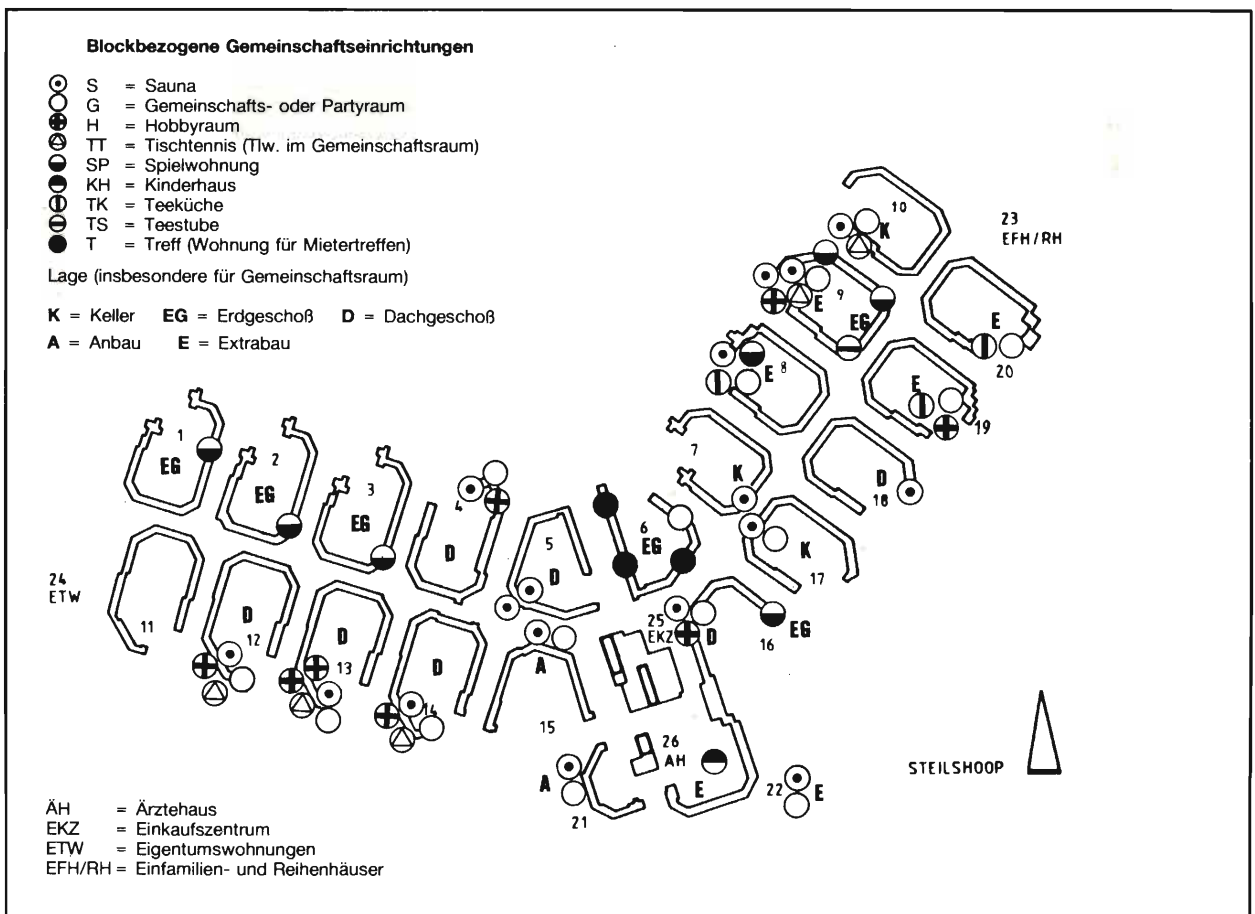 Blockbezogene Gemeinschaftseinrichtungen
S = Sauna
G = Gemeinschafts- oder Partyraum
H = Hobbyraum
TT = Tischtennis (Tlw. im Gemeinschaftsraum)
SP = Spielwohnung
KH = Kinderhaus
TK = Teeküche
TS = Teestube
T = Treff (Wohnung für Mietertreffen)
Lage (insbesondere für Gemeinschaftsraum)
K = Keller EG = Erdgeschoß D = Dachgeschoß
A = Anbau E = Extrabau
10
K
23
EFH/RH
9
E
EG
E
20
8
E
E
19
7
K
D
18
1
EG
2
EG
3
EG
4
D
5
D
6
EG
K
17
24
ETW
11
D
12
D
13
D
14
A
15
25
EKZ
D
16
EG
26
ÄH
E
A
21
22
E
STEILSHOOP
ÄH = Ärztehaus
EKZ = Einkaufszentrum
ETW = Eigentumswohnungen
EFH/RH = Einfamilien- und Reihenhäuser